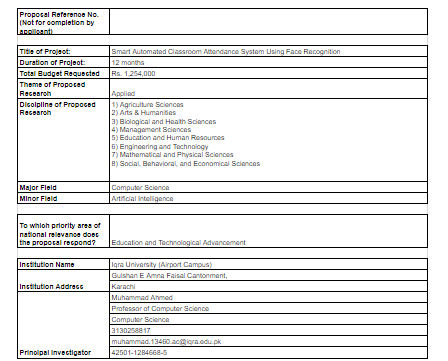 Proposal Reference No.
(Not for completion by
applicant)
Title of Project: Smart Automated Classroom Attendance System Using Face Recognition
Duration of Project: 12 months
Total Budget Requested Rs. 1,254,000
Theme of Proposed
Research Applied
Discipline of Proposed
Research
1) Agriculture Sciences
2) Arts & Humanities
3) Biological and Health Sciences
4) Management Sciences
5) Education and Human Resources
6) Engineering and Technology
7) Mathematical and Physical Sciences
8) Social, Behavioral, and Economical Sciences
Major Field Computer Science
Minor Field Artificial Intelligence
To which priority area of
national relevance does
the proposal respond? Education and Technological Advancement
Institution Name Iqra University (Airport Campus)
Institution Address
Gulshan E Amna Faisal Cantonment,
Karachi
Principal Investigator
Muhammad Ahmed
Professor of Computer Science
Computer Science
3130258817
muhammad.13460.ac@iqra.edu.pk
42501-1284668-5